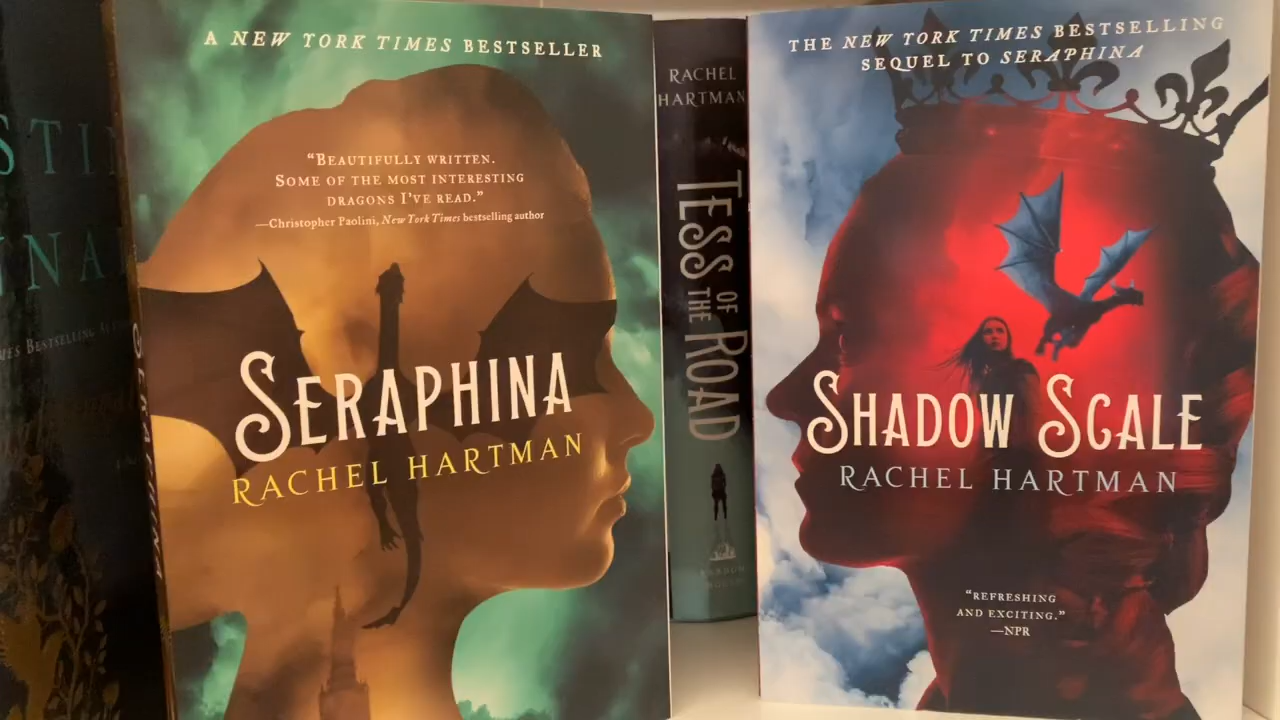 A NEW YORK TIMES BESTSELLER
"BEAUTIFULLY WRITTEN.
SOME OF THE MOST INTERESTING
DRAGONS I'VE READ."
—Christopher Paolini, New York Times bestselling author
SERAPHINA
RACHEL HARTMAN
RACHEL
HARTMAN
TESS OF
THE ROAD
RANDOM
HOUSE
THE NEW YORK TIMES BESTSELLING
SEQUEL TO SERAPHINA
SHADOW SCALE
RACHEL HARTMAN
"REFRESHING
AND EXCITING."
—NPR